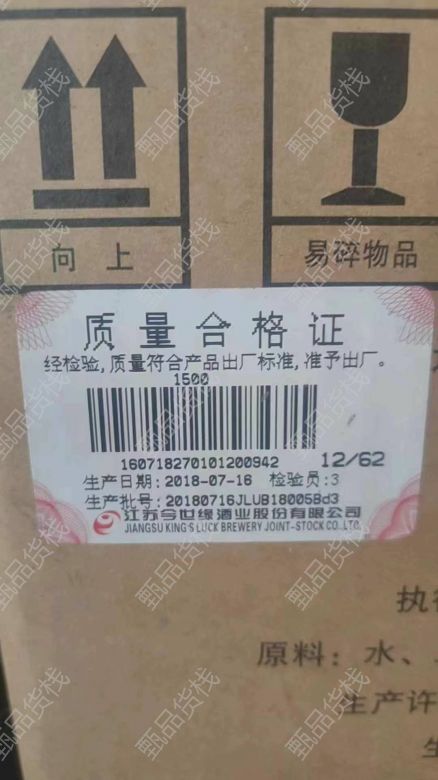 向上
易碎物品
质量合格证
经检验,质量符合产品出厂标准,准予出厂。
1500
160718270101200942
12/62
生产日期:2018-07-16 检验员:3
生产批号:20180716JLUB180058d3
江苏今世缘酒业股份有限公司
JIANGSU KING'S LUCK BREWERY JOINT-STOCK CO.,LTD.
执
原料：水、
生产许
生
甄品货栈